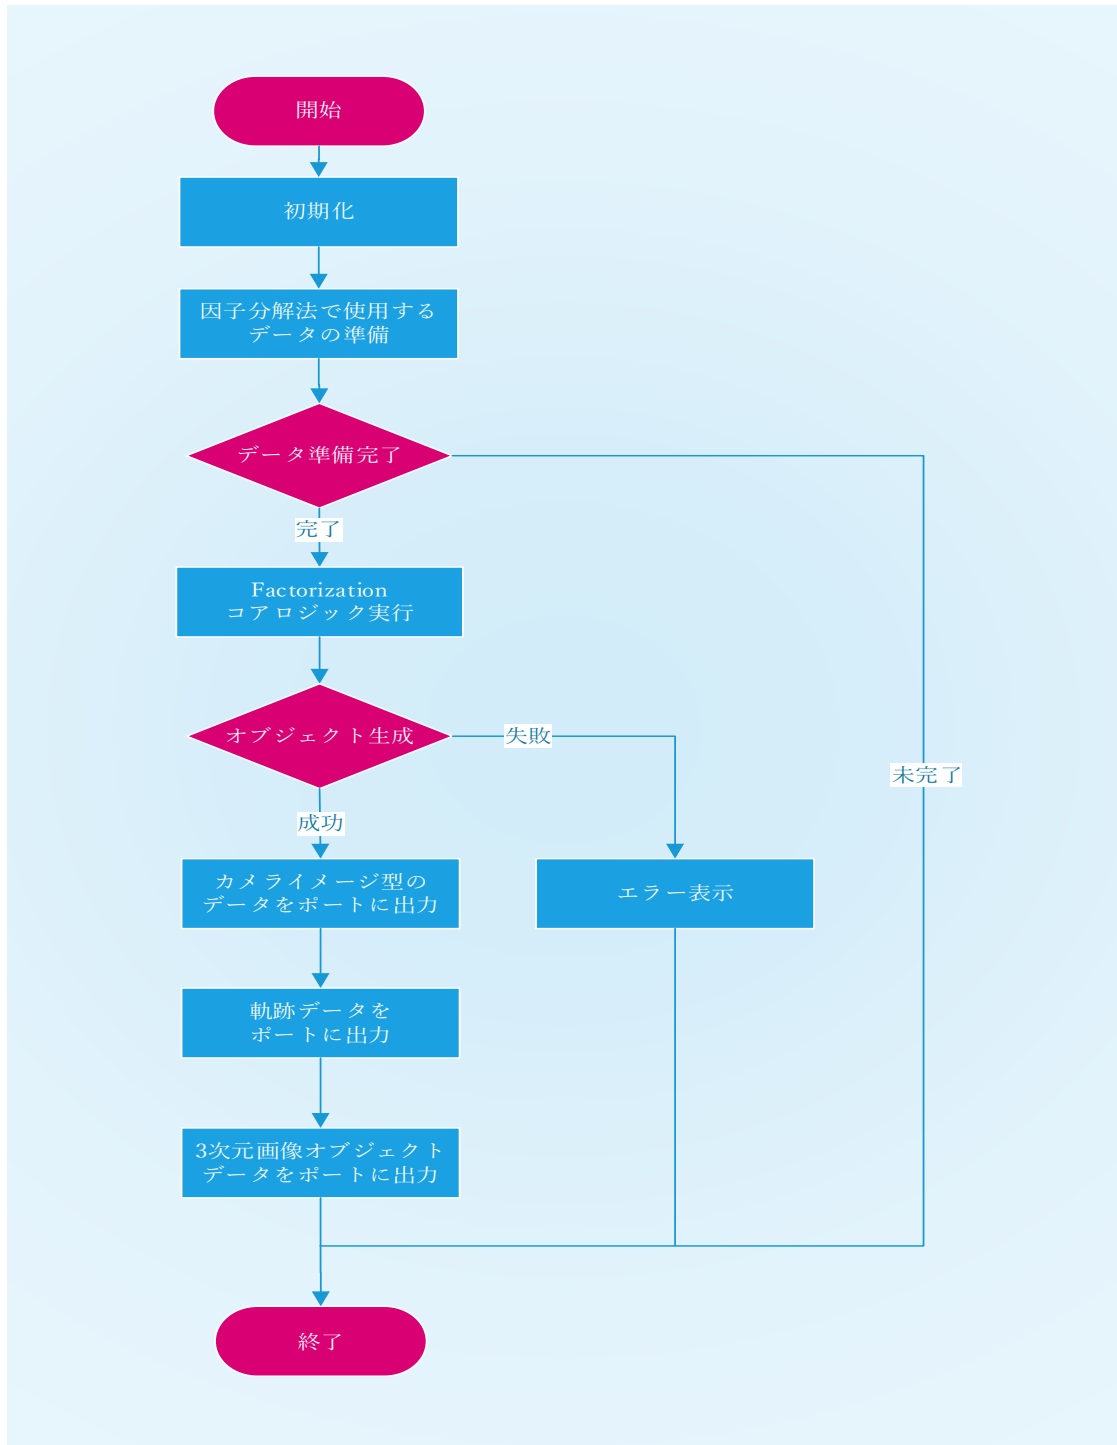 開始
初期化
因子分解法で使用する
データの準備
データ準備完了
完了
Factorization
コアロジック実行
オブジェクト生成
失敗
未完了
成功
カメライメージ型の
データをポートに出力
エラー表示
軌跡データを
ポートに出力
3次元画像オブジェクト
データをポートに出力
終了